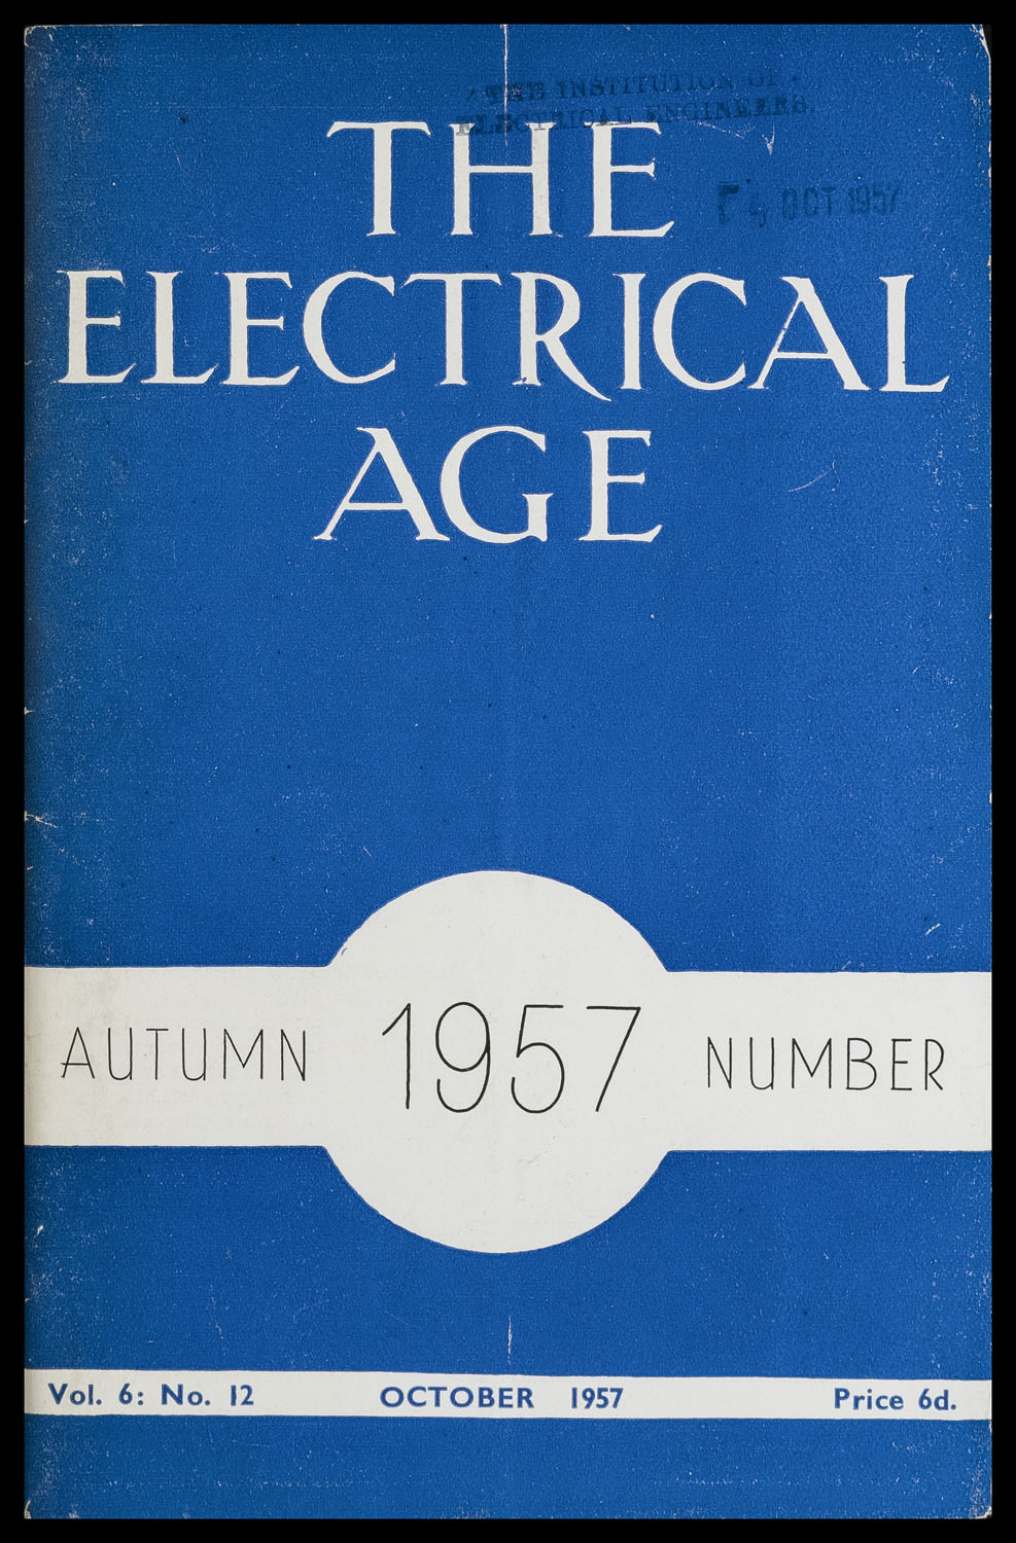 THE INSTITUTION OF
ELECTRICAL ENGINEERS.
OCT 1957
THE
ELECTRICAL
AGE
AUTUMN 1957 NUMBER
Vol. 6: No. 12 OCTOBER 1957 Price 6d.